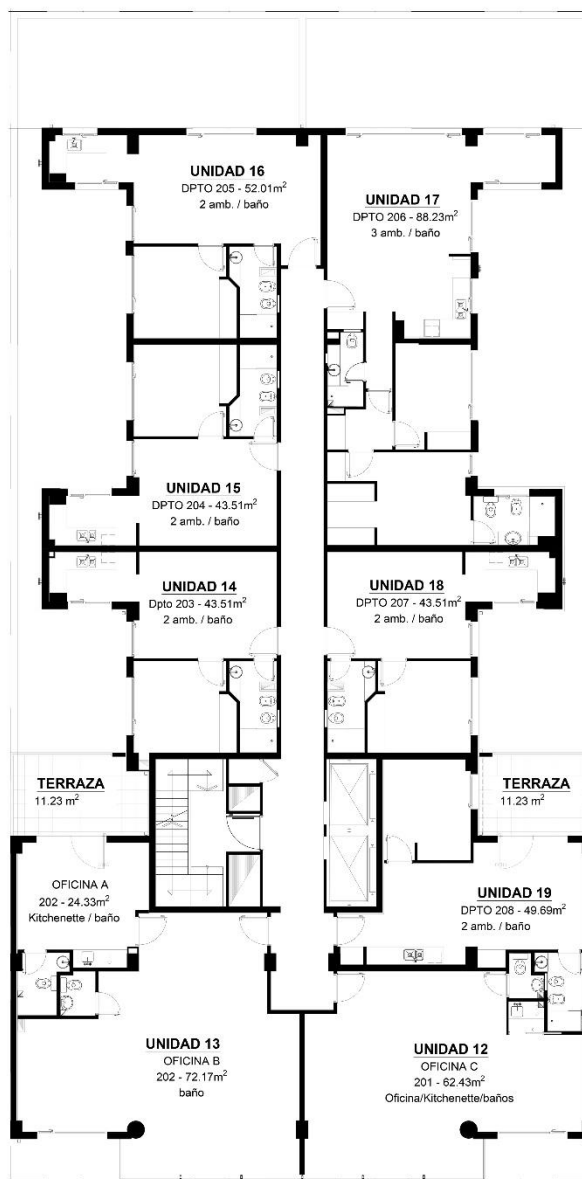 UNIDAD 16
DPTO 205 - 52.01m²
2 amb. / baño
UNIDAD 17
DPTO 206 - 88.23m²
3 amb. / baño
UNIDAD 15
DPTO 204 - 43.51m²
2 amb. / baño
UNIDAD 14
Dpto 203 - 43.51m²
2 amb. / baño
UNIDAD 18
DPTO 207 - 43.51m²
2 amb. / baño
TERRAZA
11.23 m²
TERRAZA
11.23 m²
OFICINA A
202 - 24.33m²
Kitchenette / baño
UNIDAD 19
DPTO 208 - 49.69m²
2 amb. / baño
UNIDAD 13
OFICINA B
202 - 72.17m²
baño
UNIDAD 12
OFICINA C
201 - 62.43m²
Oficina/Kitchenette/baños